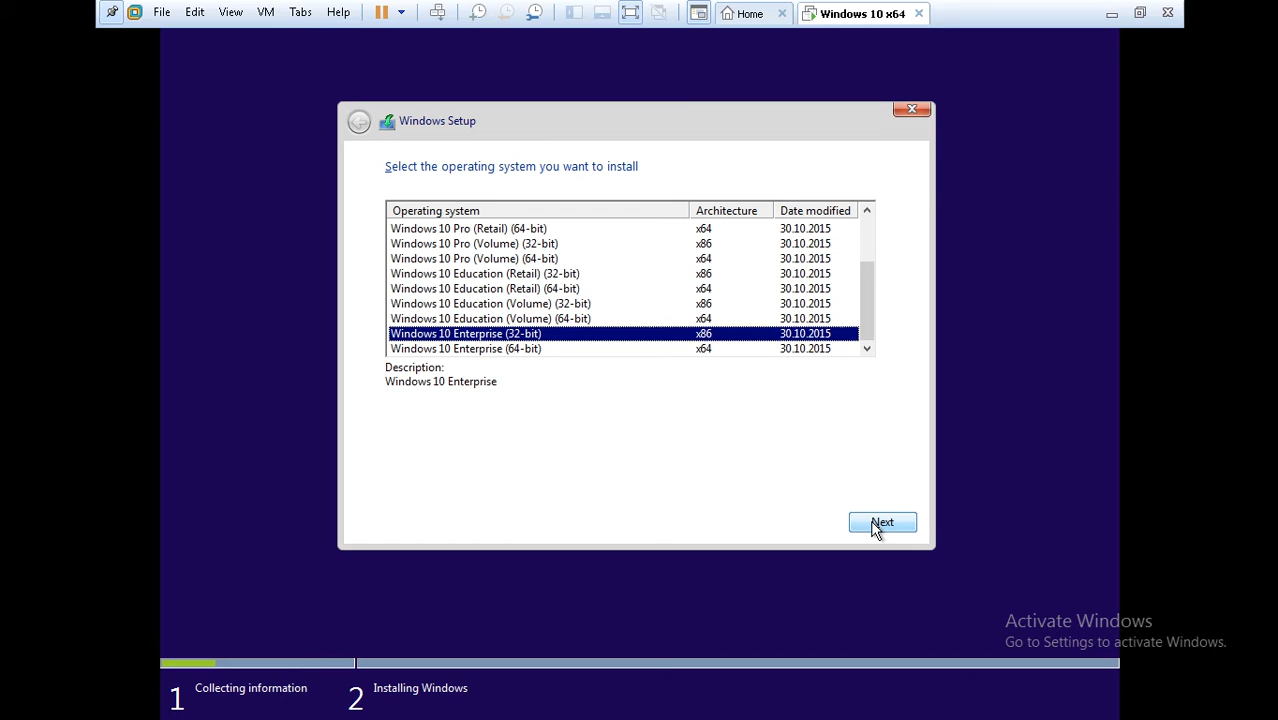 File Edit View VM Tabs Help Home Windows 10 x64
Windows Setup
Select the operating system you want to install
Operating system Architecture Date modified
Windows 10 Pro (Retail) (64-bit) x64 30.10.2015
Windows 10 Pro (Volume) (32-bit) x86 30.10.2015
Windows 10 Pro (Volume) (64-bit) x64 30.10.2015
Windows 10 Education (Retail) (32-bit) x86 30.10.2015
Windows 10 Education (Retail) (64-bit) x64 30.10.2015
Windows 10 Education (Volume) (32-bit) x86 30.10.2015
Windows 10 Education (Volume) (64-bit) x64 30.10.2015
Windows 10 Enterprise (32-bit) x86 30.10.2015
Windows 10 Enterprise (64-bit) x64 30.10.2015
Description:
Windows 10 Enterprise
Next
Activate Windows
Go to Settings to activate Windows.
1 Collecting information 2 Installing Windows